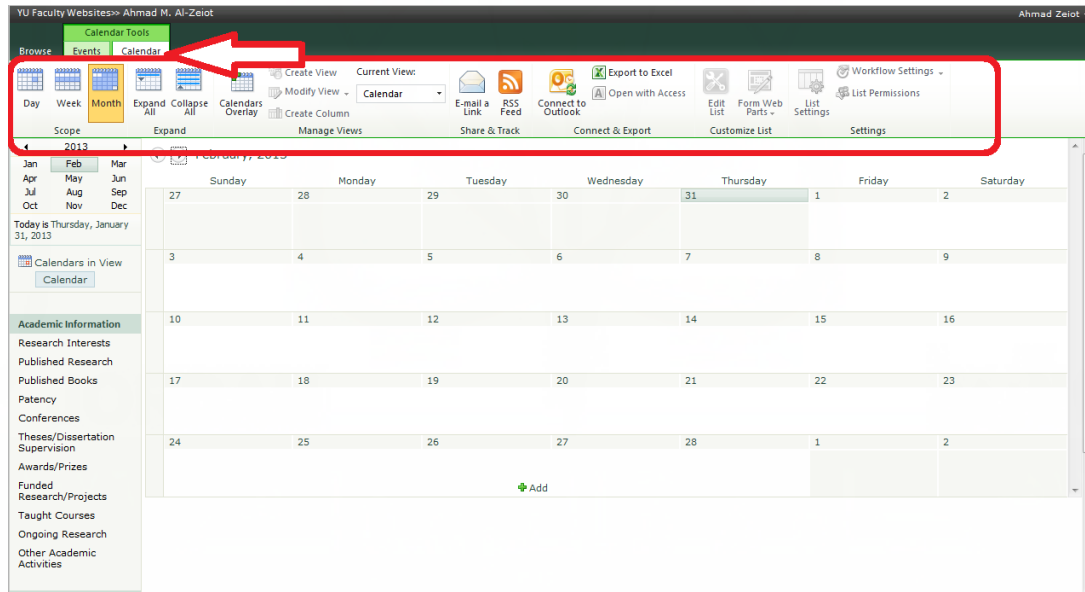 YU Faculty Websites>> Ahmad M. Al-Zeiot
Ahmad Zeiot
Calendar Tools
Browse Events Calendar
Day Week Month
Expand All
Collapse All
Calendars Overlay
Create View
Modify View
Create Column
Current View:
Calendar
E-mail a Link
RSS Feed
Connect to Outlook
Export to Excel
Open with Access
Edit List
Form Web Parts
List Settings
Workflow Settings
List Permissions
Scope Expand Manage Views Share & Track Connect & Export Customize List Settings
2013
Jan Feb Mar
Apr May Jun
Jul Aug Sep
Oct Nov Dec
Today is Thursday, January
31, 2013
Calendars in View
Calendar
Academic Information
Research Interests
Published Research
Published Books
Patency
Conferences
Theses/Dissertation
Supervision
Awards/Prizes
Funded
Research/Projects
Taught Courses
Ongoing Research
Other Academic
Activities
February, 2013
Sunday Monday Tuesday Wednesday Thursday Friday Saturday
27 28 29 30 31 1 2
3 4 5 6 7 8 9
10 11 12 13 14 15 16
17 18 19 20 21 22 23
24 25 26 27 28 1 2
Add